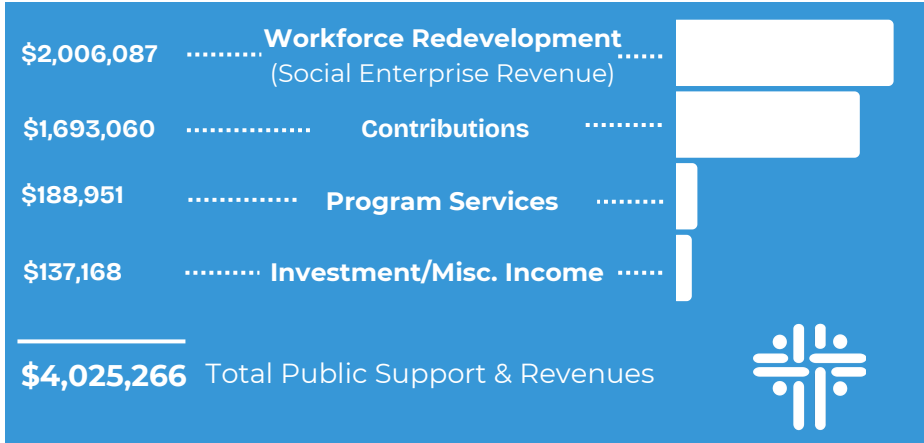 $2,006,087 Workforce Redevelopment
(Social Enterprise Revenue)
$1,693,060 Contributions
$188,951 Program Services
$137,168 Investment/Misc. Income
$4,025,266 Total Public Support & Revenues